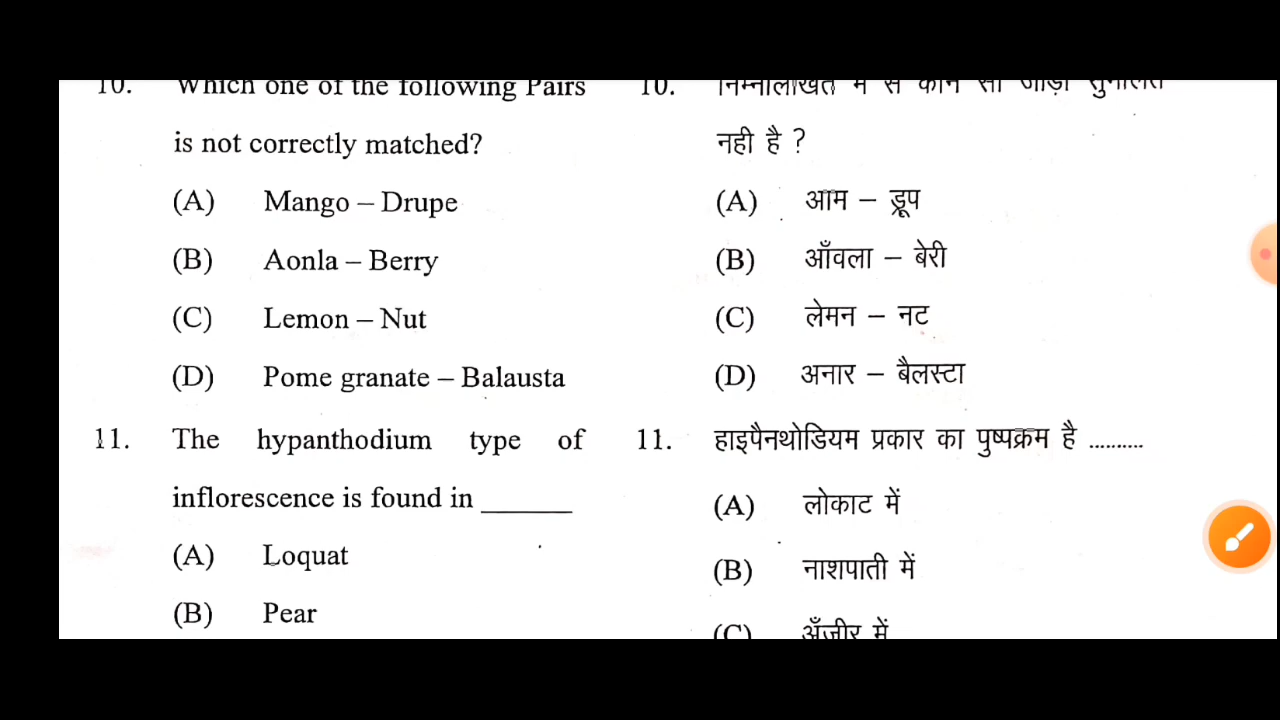 10. Which one of the following Pairs
is not correctly matched?
(A) Mango – Drupe
(B) Aonla – Berry
(C) Lemon – Nut
(D) Pome granate – Balausta
11. The hypanthodium type of
inflorescence is found in ______
(A) Loquat
(B) Pear
10. निम्नलिखित में से कौन सा जोड़ा सुमेलित
नही है ?
(A) आम – ड्रूप
(B) आँवला – बेरी
(C) लेमन – नट
(D) अनार – बैलस्टा
11. हाइपैनथोडियम प्रकार का पुष्पक्रम है ..........
(A) लोकाट में
(B) नाशपाती में
(C) अँजीर में